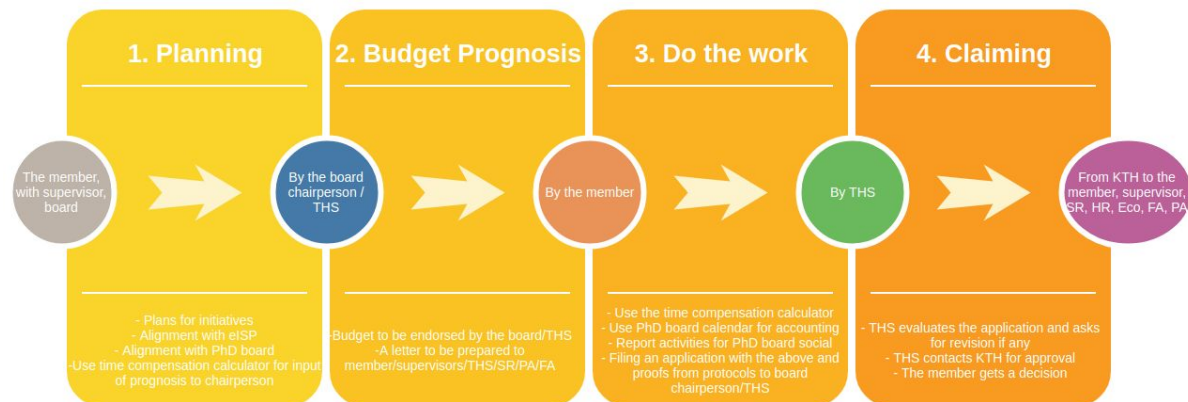 1. Planning
2. Budget Prognosis
3. Do the work
4. Claiming
The member,
with supervisor,
board
By the board
chairperson /
THS
By the member
By THS
From KTH to the
member, supervisor,
SR, HR, Eco, FA, PA
- Plans for initiatives
- Alignment with eISP
- Alignment with PhD board
-Use time compensation calculator for input
of prognosis to chairperson
-Budget to be endorsed by the board/THS
-A letter to be prepared to
member/supervisors/THS/SR/PA/FA
- Use the time compensation calculator
- Use PhD board calendar for accounting
- Report activities for PhD board social
- Filing an application with the above and
proofs from protocols to board
chairperson/THS
- THS evaluates the application and asks
for revision if any
- THS contacts KTH for approval
- The member gets a decision